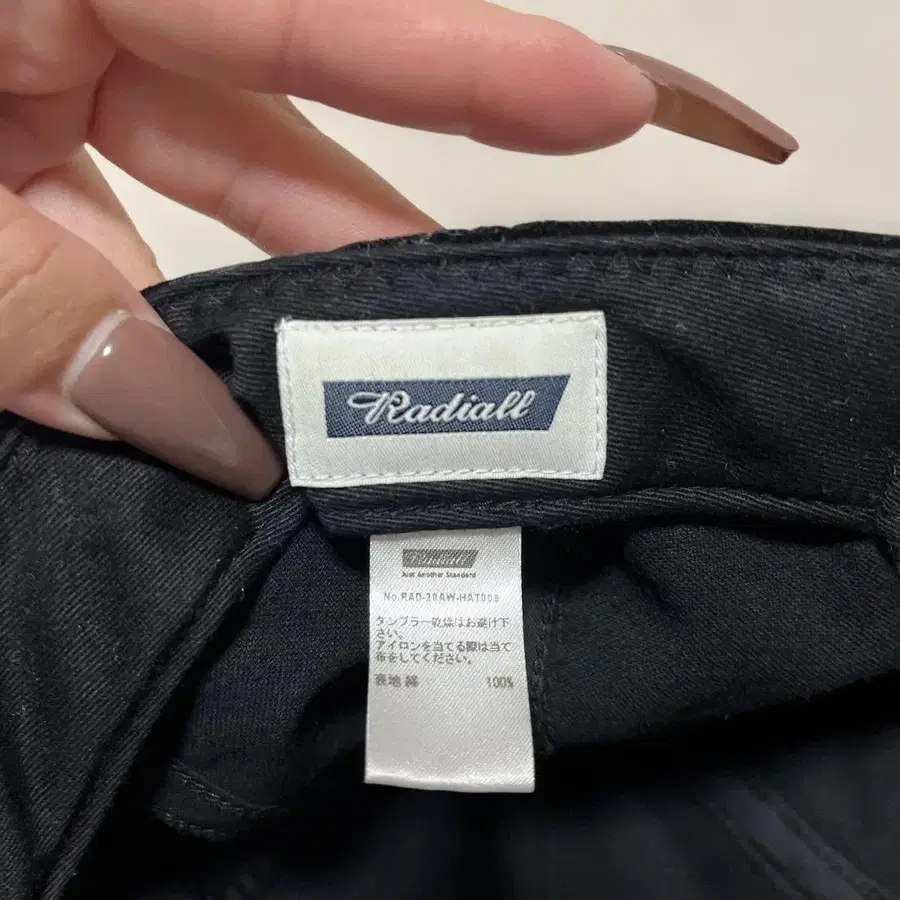 Radiall
Radiall
Just Another Standard
No.RAD-20AW-HAT008
タンブラー乾燥はお避け下
さい。
アイロンを当てる際は当て
布をしてください。
表地 綿 100%